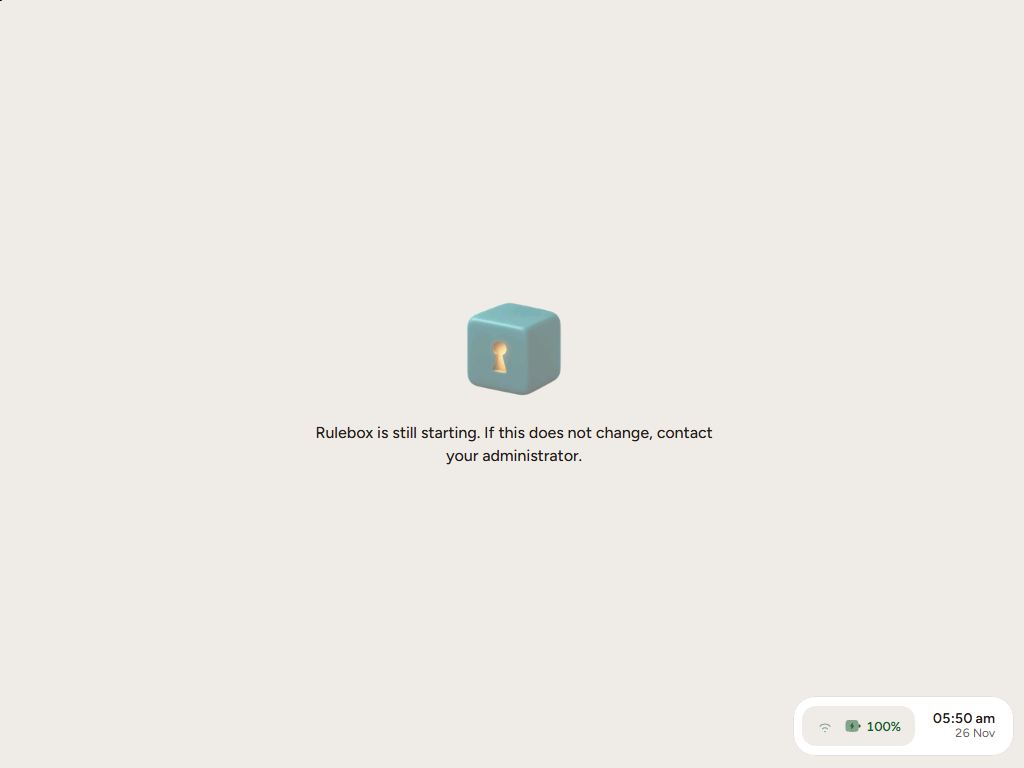 Rulebox is still starting. If this does not change, contact
your administrator.
100%
05:50 am
26 Nov